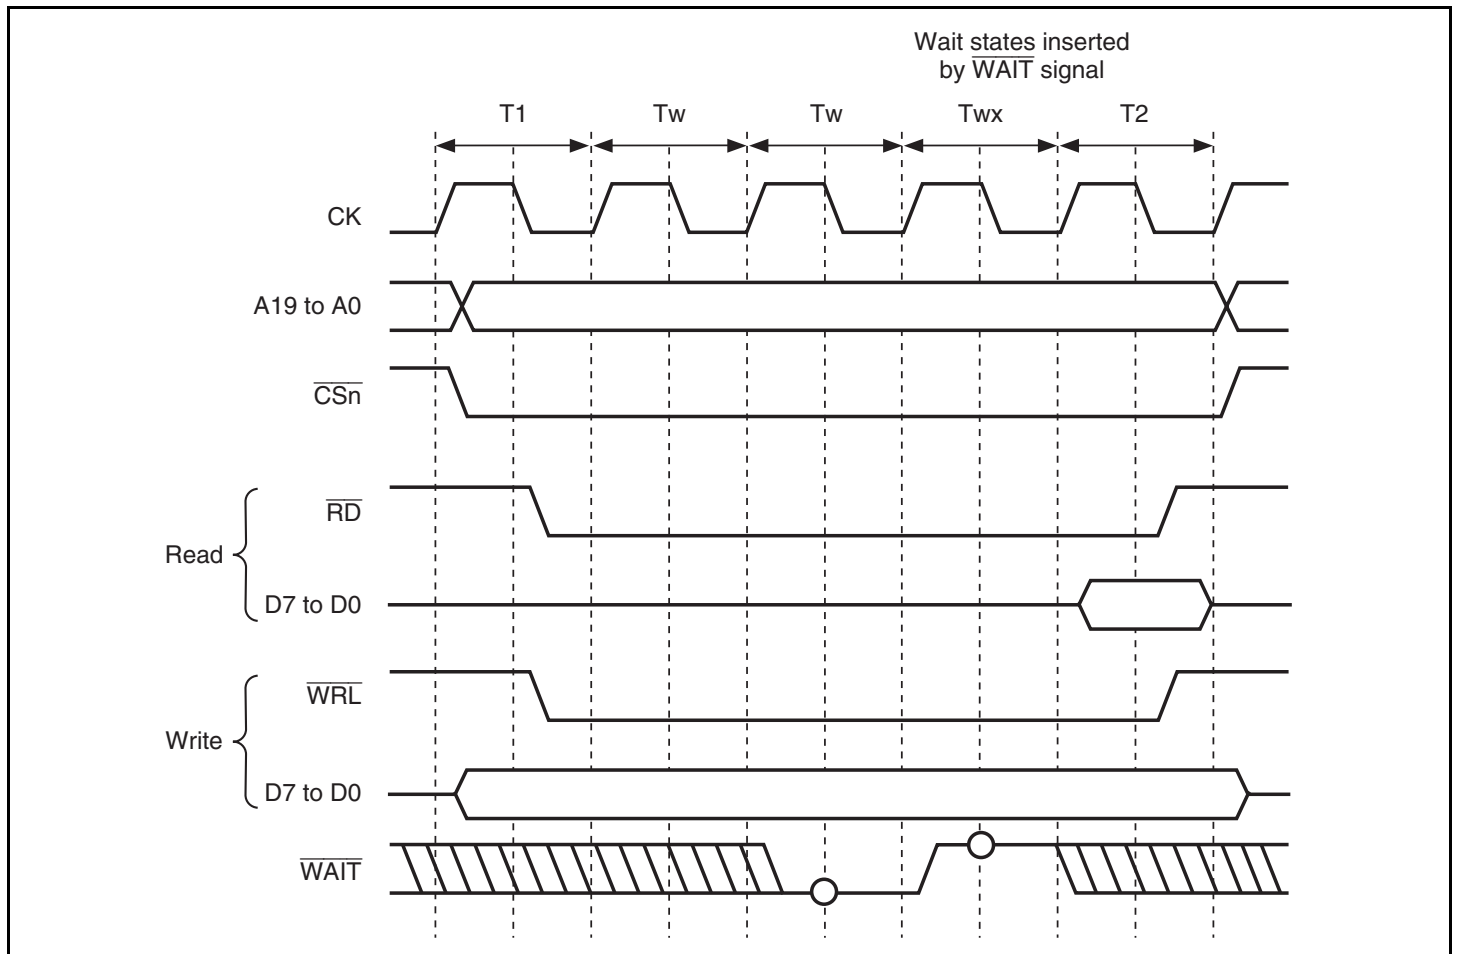 Wait states inserted
by WAIT signal
T1 Tw Tw Twx T2
CK
A19 to A0
CSn
RD
Read
D7 to D0
WRL
Write
D7 to D0
WAIT